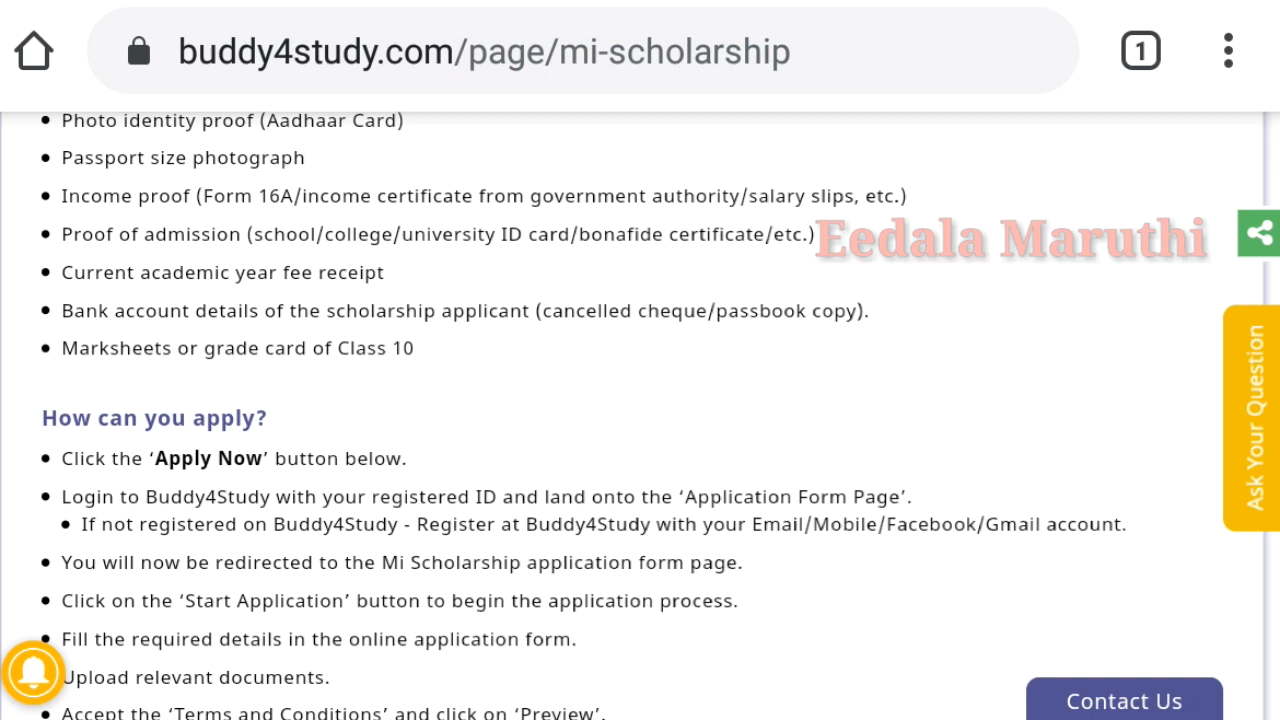 buddy4study.com/page/mi-scholarship
1
Photo identity proof (Aadhaar Card)
Passport size photograph
Income proof (Form 16A/income certificate from government authority/salary slips, etc.)
Proof of admission (school/college/university ID card/bonafide certificate/etc.)
Eedala Maruthi
Current academic year fee receipt
Bank account details of the scholarship applicant (cancelled cheque/passbook copy).
Marksheets or grade card of Class 10
Ask Your Question
How can you apply?
Click the ‘Apply Now’ button below.
Login to Buddy4Study with your registered ID and land onto the ‘Application Form Page’.
If not registered on Buddy4Study - Register at Buddy4Study with your Email/Mobile/Facebook/Gmail account.
You will now be redirected to the Mi Scholarship application form page.
Click on the ‘Start Application’ button to begin the application process.
Fill the required details in the online application form.
Upload relevant documents.
Contact Us
Accept the ‘Terms and Conditions’ and click on ‘Preview’.